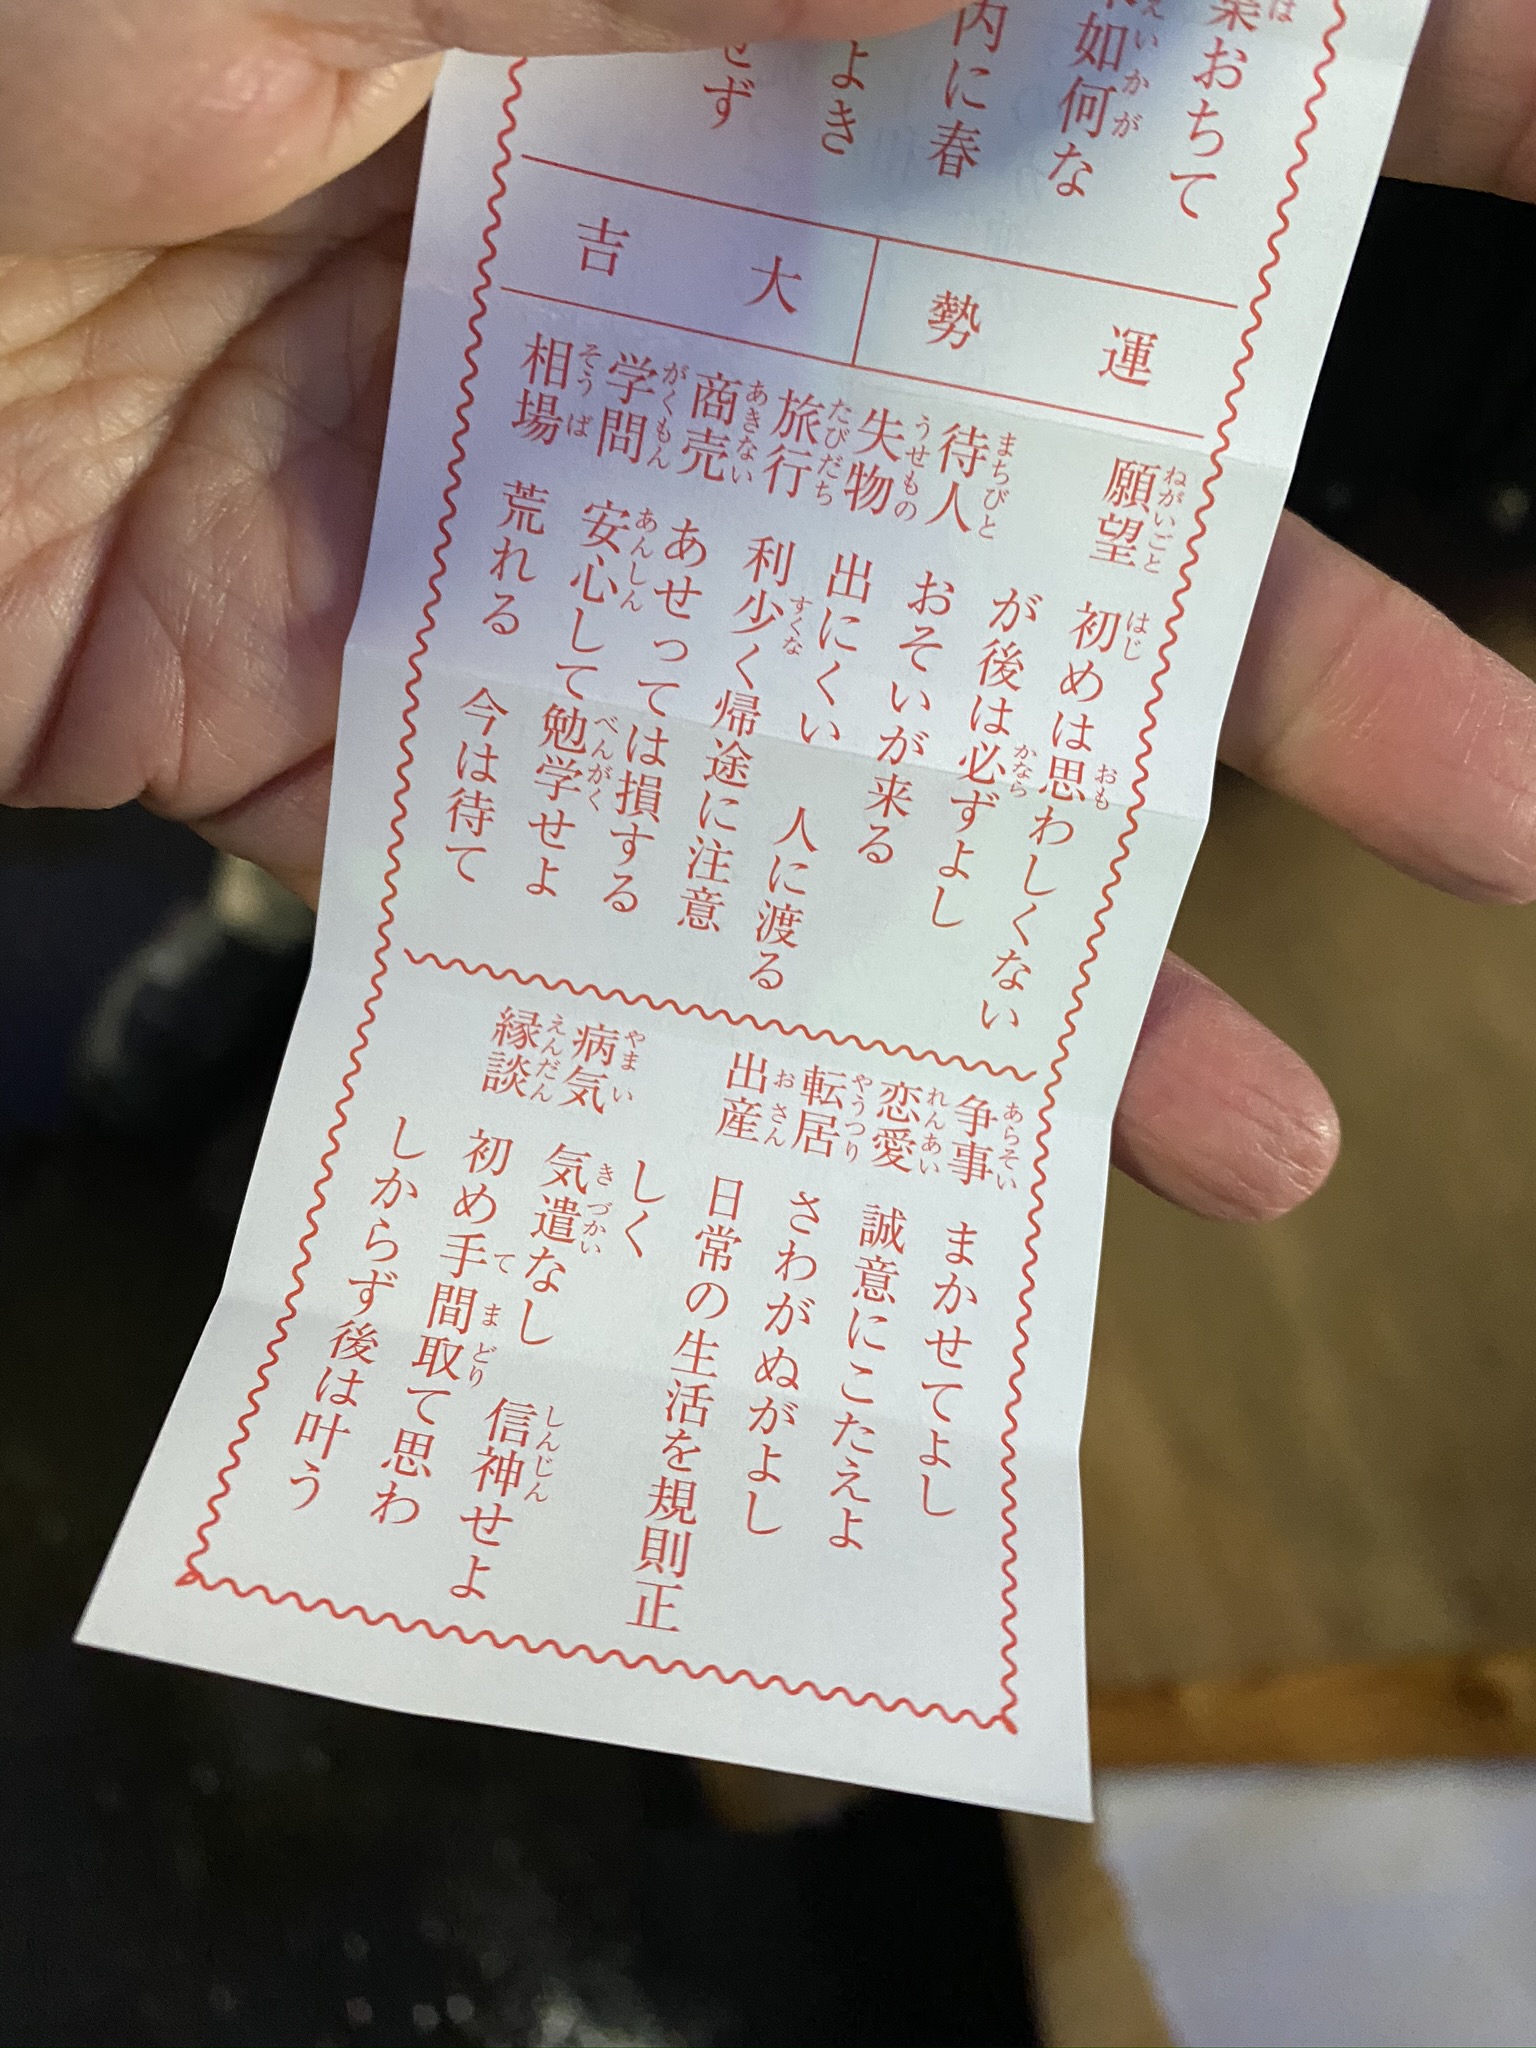 おちて
如何な
内に春
よき
せず
運勢 大吉
願望 初めは思わしくない
が後は必ずよし
待人 おそいが来る
失物 出にくい 人に渡る
旅行 利少く帰途に注意
商売 あせっては損する
学問 安心して勉学せよ
相場 荒れる 今は待て
争事 まかせてよし
恋愛 誠意にこたえよ
転居 さわがぬがよし
出産 日常の生活を規則正
しく
病気 気遣なし 信神せよ
縁談 初め手間取て思わ
しからず後は叶う